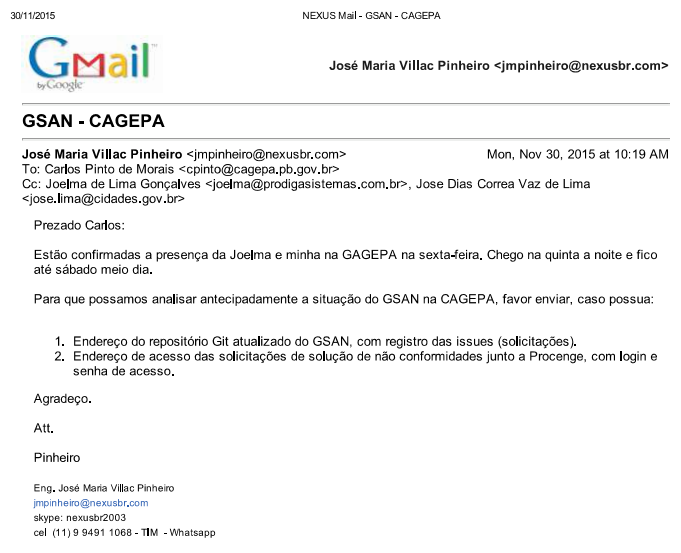 30/11/2015 NEXUS Mail - GSAN - CAGEPA
Gmail
by Google
José Maria Villac Pinheiro <jmpinheiro@nexusbr.com>
GSAN - CAGEPA
José Maria Villac Pinheiro <jmpinheiro@nexusbr.com> Mon, Nov 30, 2015 at 10:19 AM
To: Carlos Pinto de Morais <cpinto@cagepa.pb.gov.br>
Cc: Joelma de Lima Gonçalves <joelma@prodigasistemas.com.br>, Jose Dias Correa Vaz de Lima
<jose.lima@cidades.gov.br>
Prezado Carlos:
Estão confirmadas a presença da Joelma e minha na GAGEPA na sexta-feira. Chego na quinta a noite e fico
até sábado meio dia.
Para que possamos analisar antecipadamente a situação do GSAN na CAGEPA, favor enviar, caso possua:
1. Endereço do repositório Git atualizado do GSAN, com registro das issues (solicitações).
2. Endereço de acesso das solicitações de solução de não conformidades junto a Procenge, com login e
senha de acesso.
Agradeço.
Att.
Pinheiro
Eng. José Maria Villac Pinheiro
jmpinheiro@nexusbr.com
skype: nexusbr2003
cel (11) 9 9491 1068 - TIM - Whatsapp